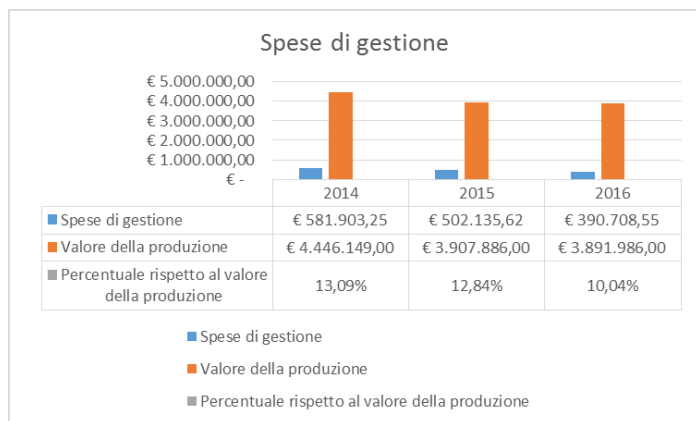 Spese di gestione
€ 5.000.000,00
€ 4.000.000,00
€ 3.000.000,00
€ 2.000.000,00
€ 1.000.000,00
€ -
2014 2015 2016
Spese di gestione € 581.903,25 € 502.135,62 € 390.708,55
Valore della produzione € 4.446.149,00 € 3.907.886,00 € 3.891.986,00
Percentuale rispetto al valore
della produzione 13,09% 12,84% 10,04%
Spese di gestione
Valore della produzione
Percentuale rispetto al valore della produzione